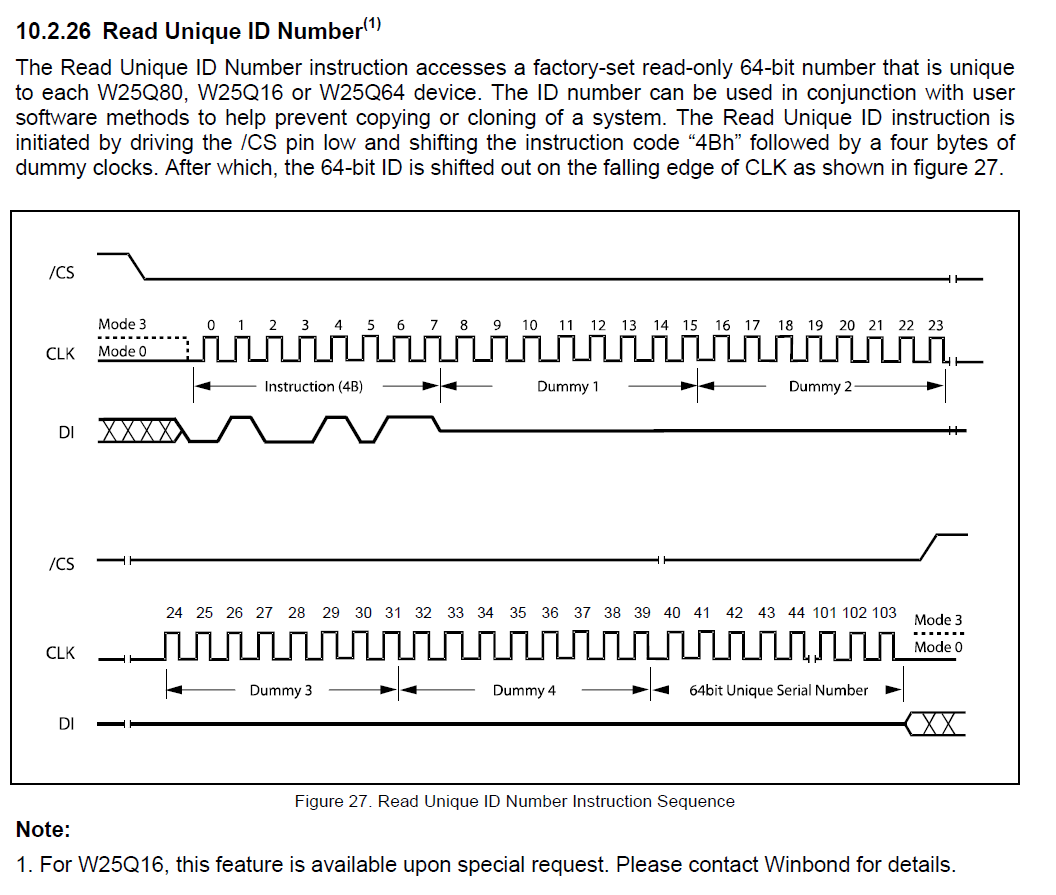 10.2.26 Read Unique ID Number(1)
The Read Unique ID Number instruction accesses a factory-set read-only 64-bit number that is unique
to each W25Q80, W25Q16 or W25Q64 device. The ID number can be used in conjunction with user
software methods to help prevent copying or cloning of a system. The Read Unique ID instruction is
initiated by driving the /CS pin low and shifting the instruction code “4Bh” followed by a four bytes of
dummy clocks. After which, the 64-bit ID is shifted out on the falling edge of CLK as shown in figure 27.
/CS
Mode 3 0 1 2 3 4 5 6 7 8 9 10 11 12 13 14 15 16 17 18 19 20 21 22 23
CLK Mode 0
Instruction (4B) Dummy 1 Dummy 2
DI
/CS
24 25 26 27 28 29 30 31 32 33 34 35 36 37 38 39 40 41 42 43 44 101 102 103 Mode 3
CLK Mode 0
Dummy 3 Dummy 4 64bit Unique Serial Number
DI
Figure 27. Read Unique ID Number Instruction Sequence
Note:
1. For W25Q16, this feature is available upon special request. Please contact Winbond for details.